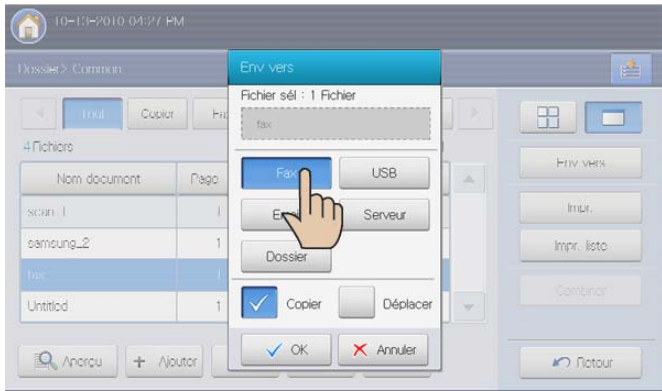 10-13-2010 04:27 PM
Dossier> Commun
Tout Copier
4 Fichiers
Nom document Page
scan_1 1
samsung_2 1
fax 1
Untitled 1
Aperçu + Ajouter
Env vers
Fichier sél : 1 Fichier
fax
Fax USB
Serveur
Dossier
Copier Déplacer
OK Annuler
Env vers
Impr.
Impr. liste
Combiner
Retour